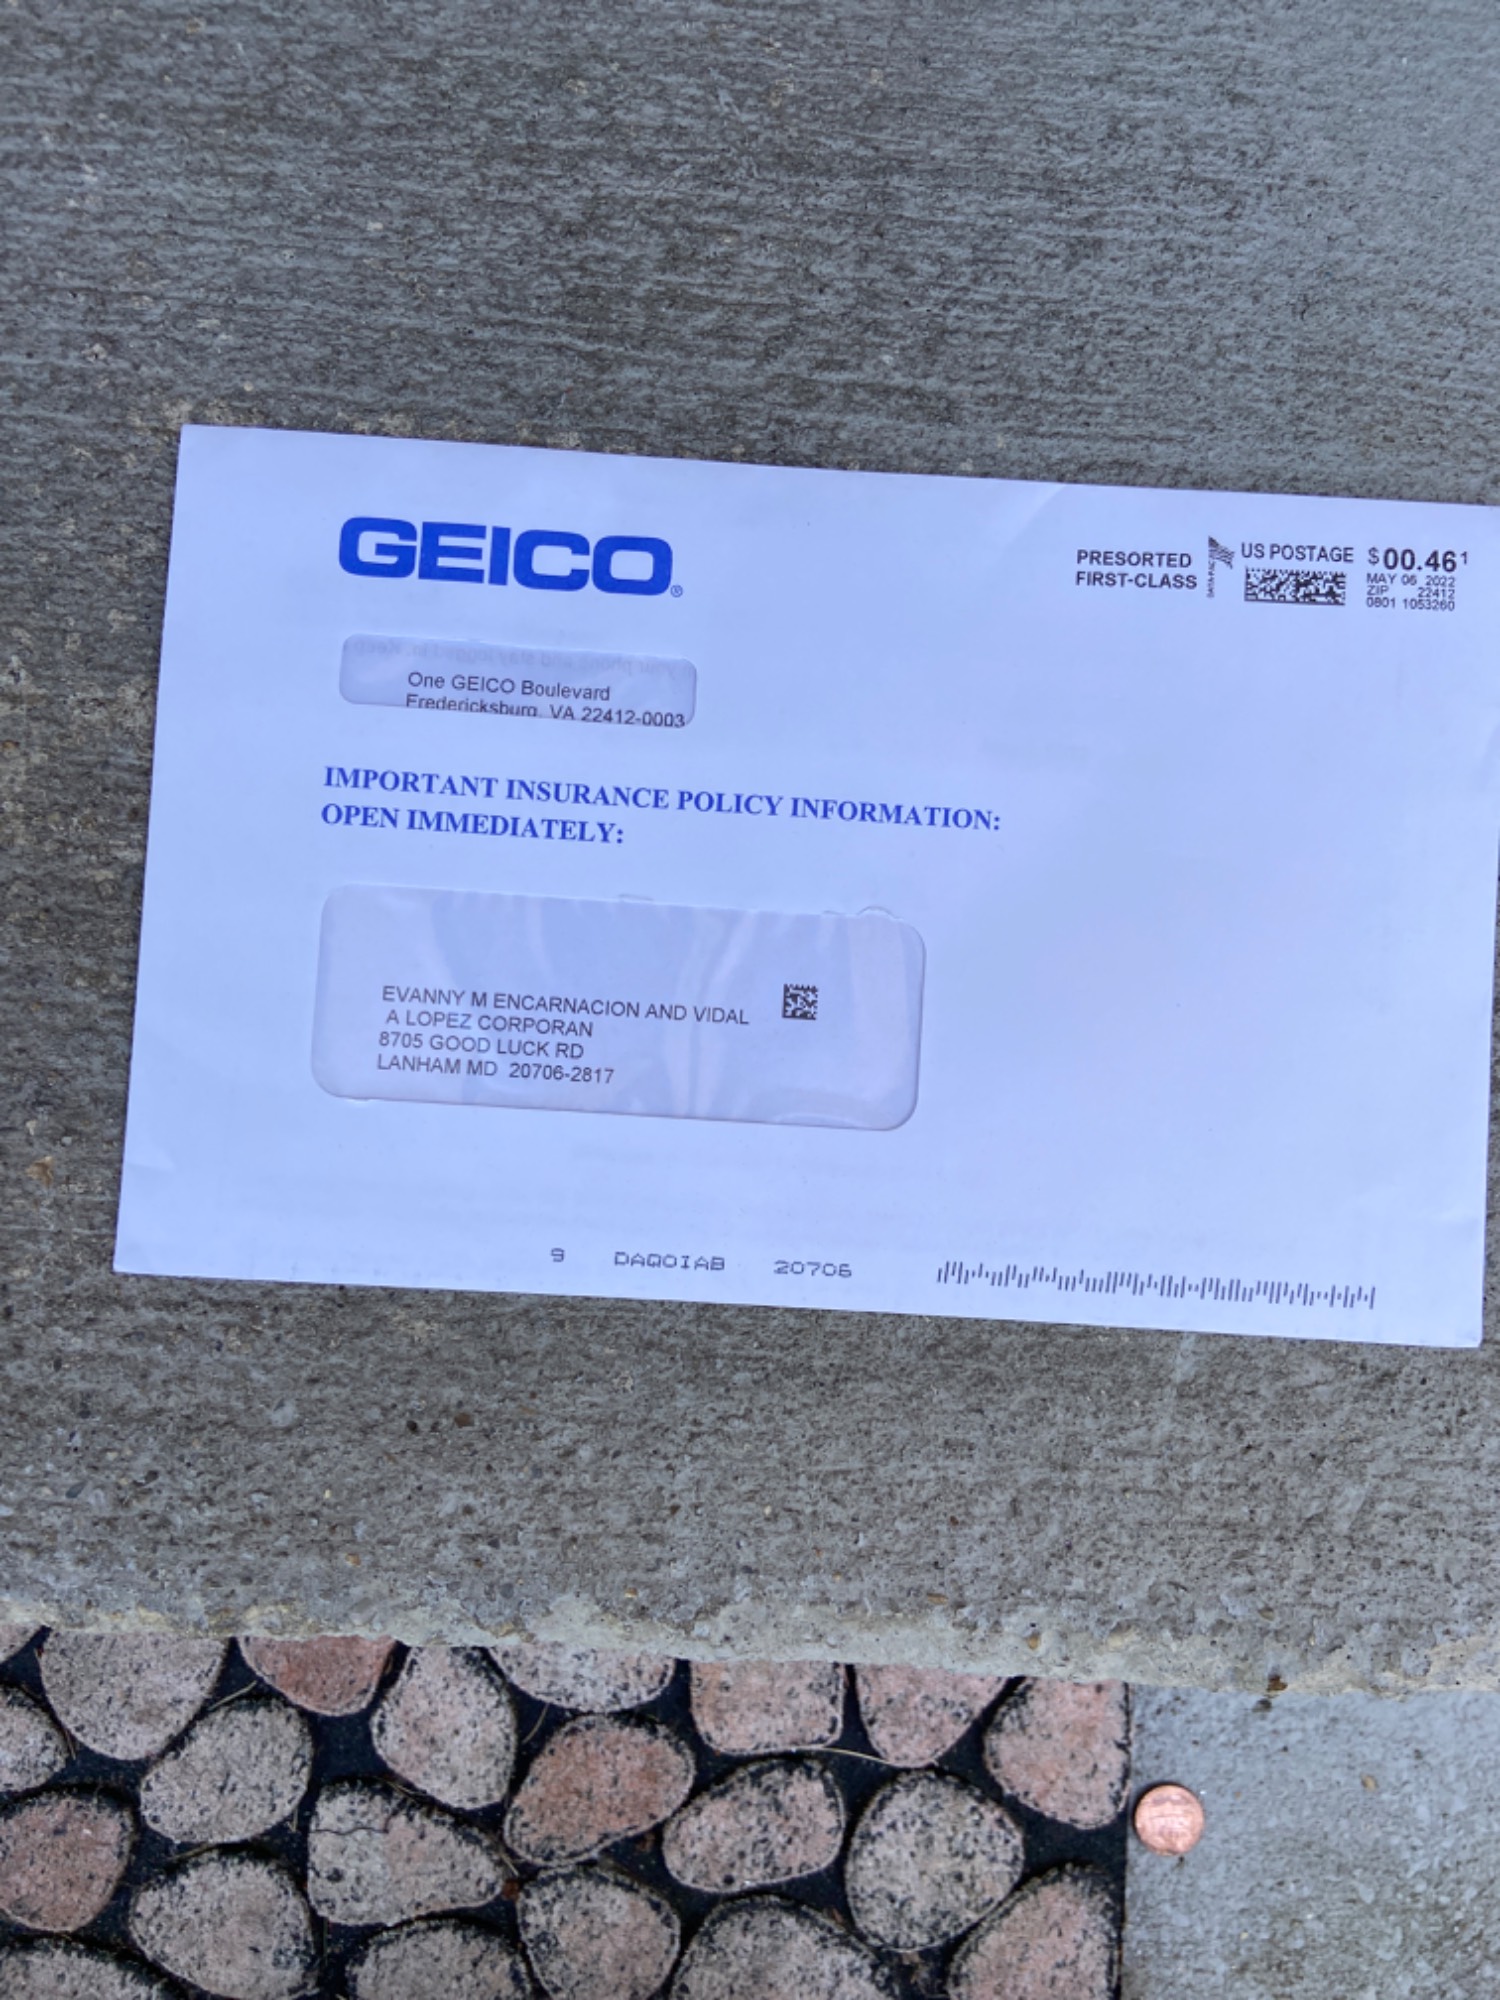 GEICO®
PRESORTED
FIRST-CLASS
US POSTAGE $00.46¹
MAY 06 2022
ZIP 22412
0801 1053260
One GEICO Boulevard
Fredericksburg, VA 22412-0003
IMPORTANT INSURANCE POLICY INFORMATION:
OPEN IMMEDIATELY:
EVANNY M ENCARNACION AND VIDAL
A LOPEZ CORPORAN
8705 GOOD LUCK RD
LANHAM MD 20706-2817
9 DAQOIAB 20706